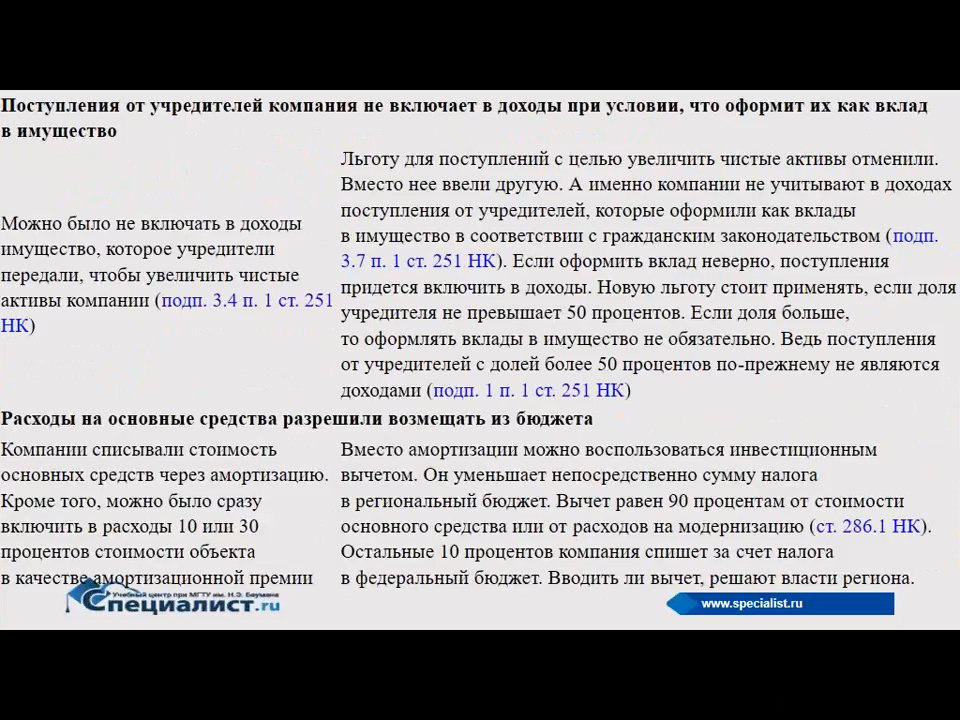 Поступления от учредителей компания не включает в доходы при условии, что оформит их как вклад
в имущество
Можно было не включать в доходы
имущество, которое учредители
передали, чтобы увеличить чистые
активы компании (подп. 3.4 п. 1 ст. 251
НК)
Льготу для поступлений с целью увеличить чистые активы отменили.
Вместо нее ввели другую. А именно компании не учитывают в доходах
поступления от учредителей, которые оформили как вклады
в имущество в соответствии с гражданским законодательством (подп.
3.7 п. 1 ст. 251 НК). Если оформить вклад неверно, поступления
придется включить в доходы. Новую льготу стоит применять, если доля
учредителя не превышает 50 процентов. Если доля больше,
то оформлять вклады в имущество не обязательно. Ведь поступления
от учредителей с долей более 50 процентов по-прежнему не являются
доходами (подп. 1 п. 1 ст. 251 НК)
Расходы на основные средства разрешили возмещать из бюджета
Компании списывали стоимость
основных средств через амортизацию.
Кроме того, можно было сразу
включить в расходы 10 или 30
процентов стоимости объекта
в качестве амортизационной премии
Вместо амортизации можно воспользоваться инвестиционным
вычетом. Он уменьшает непосредственно сумму налога
в региональный бюджет. Вычет равен 90 процентам от стоимости
основного средства или от расходов на модернизацию (ст. 286.1 НК).
Остальные 10 процентов компания спишет за счет налога
в федеральный бюджет. Вводить ли вычет, решают власти региона.
Учебный центр при МГТУ им. Н.Э. Баумана
Специалист.ru
www.specialist.ru